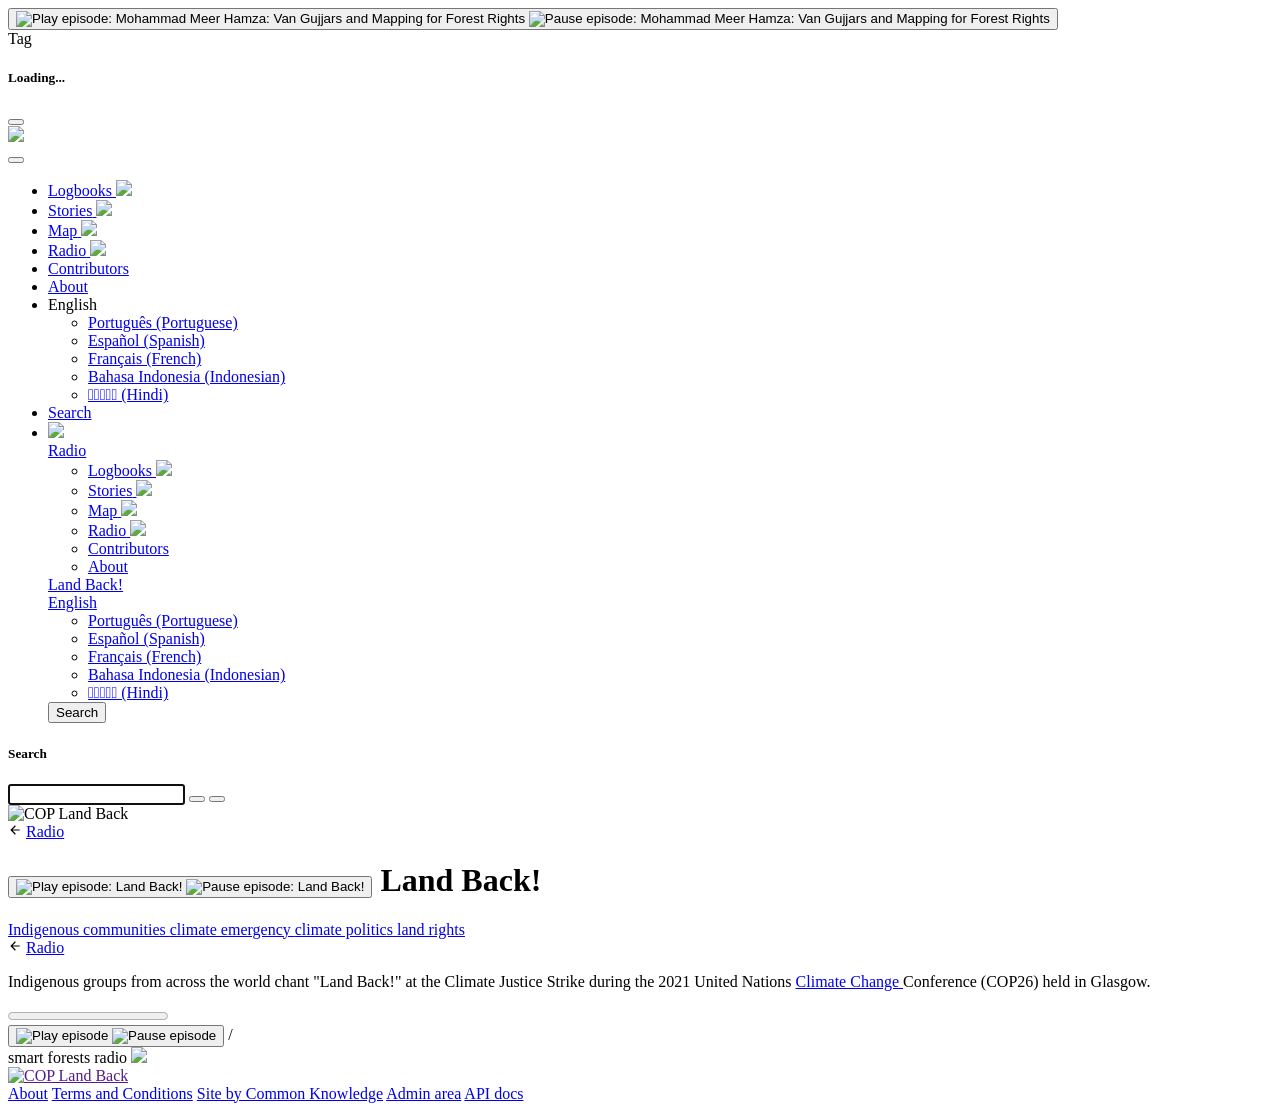 Play episode: Mohammad Meer Hamza: Van Gujjars and Mapping for Forest Rights Pause episode: Mohammad Meer Hamza: Van Gujjars and Mapping for Forest Rights
Tag
Loading...
Logbooks
Stories
Map
Radio
Contributors
About
English
Português (Portuguese)
Español (Spanish)
Français (French)
Bahasa Indonesia (Indonesian)
(Hindi)
Search
Radio
Logbooks
Stories
Map
Radio
Contributors
About
Land Back!
English
Português (Portuguese)
Español (Spanish)
Français (French)
Bahasa Indonesia (Indonesian)
(Hindi)
Search
Search
COP Land Back
Radio
Play episode: Land Back! Pause episode: Land Back! Land Back!
Indigenous communities climate emergency climate politics land rights
Radio
Indigenous groups from across the world chant "Land Back!" at the Climate Justice Strike during the 2021 United Nations Climate Change Conference (COP26) held in Glasgow.
Play episode Pause episode /
smart forests radio
COP Land Back
About Terms and Conditions Site by Common Knowledge Admin area API docs